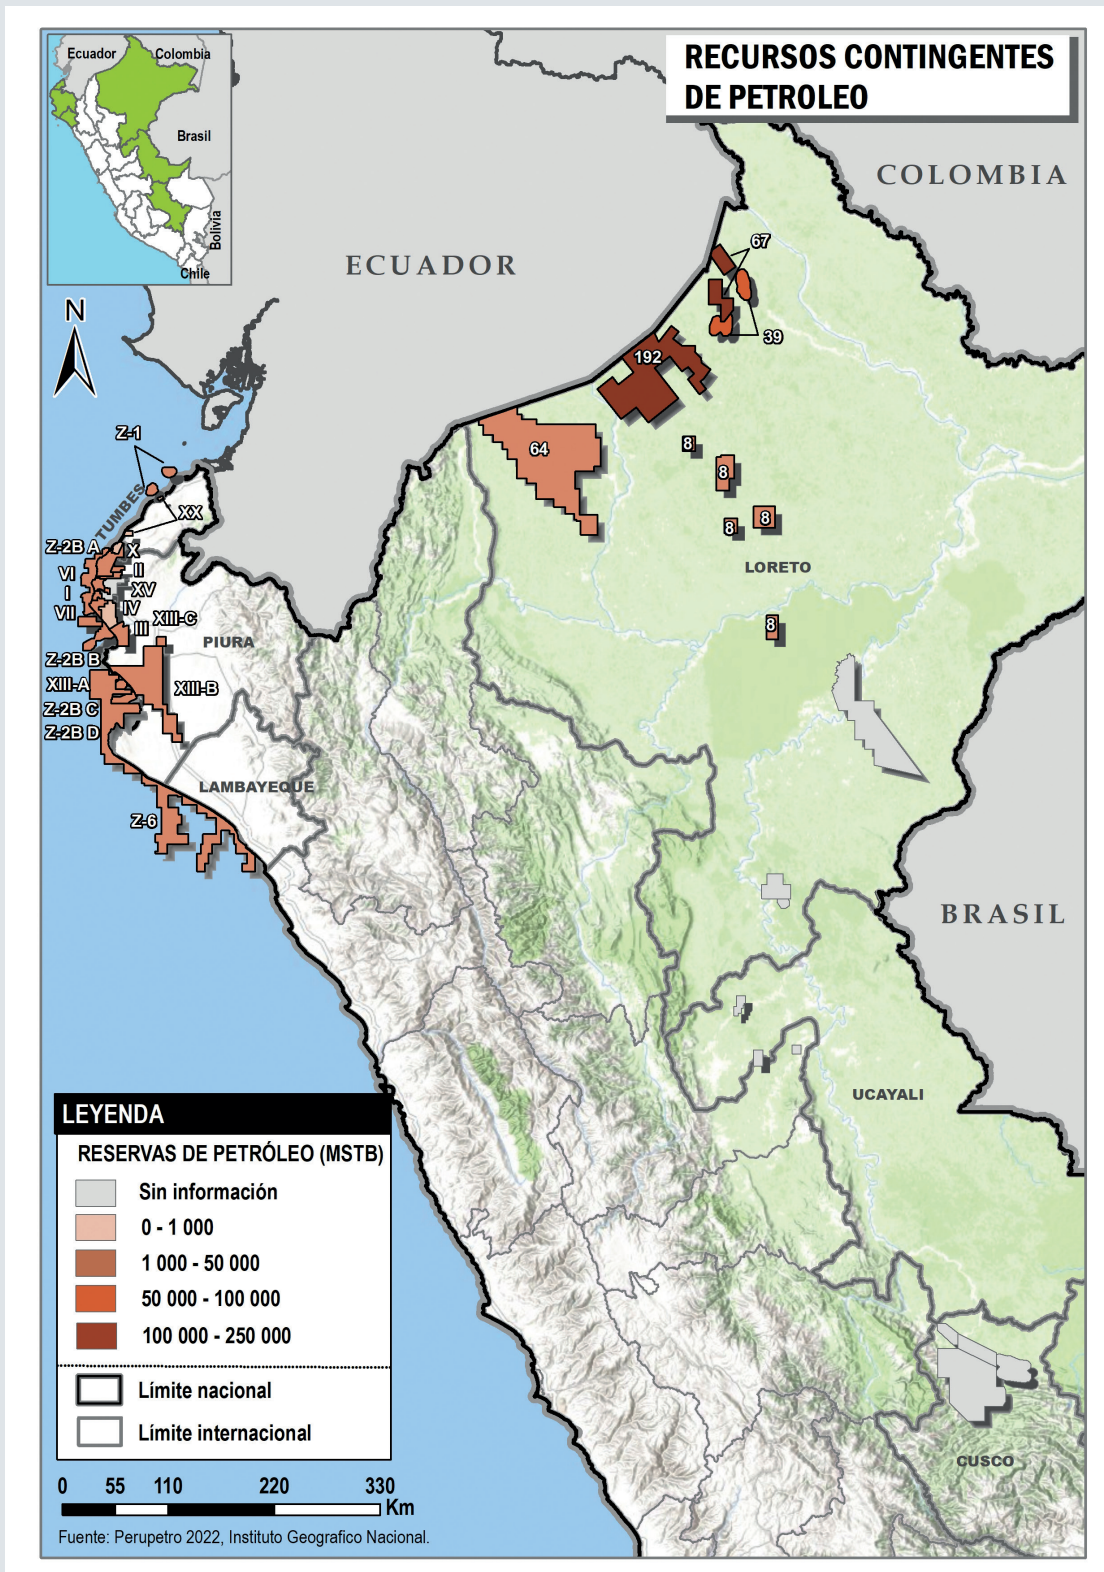 RECURSOS CONTINGENTES
DE PETROLEO
Ecuador
Colombia
Brasil
Bolivia
Chile
N
COLOMBIA
ECUADOR
BRASIL
67
39
192
64
8
8
8
8
8
LORETO
Z-1
TUMBES
XX
Z-2B A
X
VI
II
I
XV
VII
IV
XIII-C
III
PIURA
Z-2B B
XIII-A
XIII-B
Z-2B C
Z-2B D
LAMBAYEQUE
Z-6
UCAYALI
CUSCO
LEYENDA
RESERVAS DE PETRÓLEO (MSTB)
Sin información
0 - 1 000
1 000 - 50 000
50 000 - 100 000
100 000 - 250 000
Límite nacional
Límite internacional
0 55 110 220 330
Km
Fuente: Perupetro 2022, Instituto Geografico Nacional.